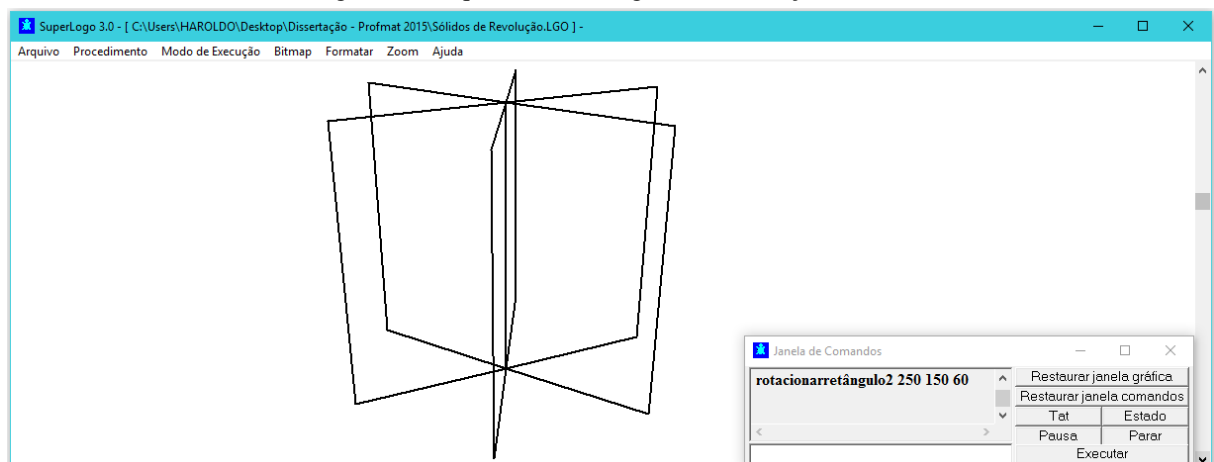 SuperLogo 3.0 - [ C:\Users\HAROLDO\Desktop\Dissertação - Profmat 2015\Sólidos de Revolução.LGO ] -
Arquivo Procedimento Modo de Execução Bitmap Formatar Zoom Ajuda
Janela de Comandos
rotacionarretângulo2 250 150 60
Restaurar janela gráfica
Restaurar janela comandos
Tat Estado
Pausa Parar
Executar